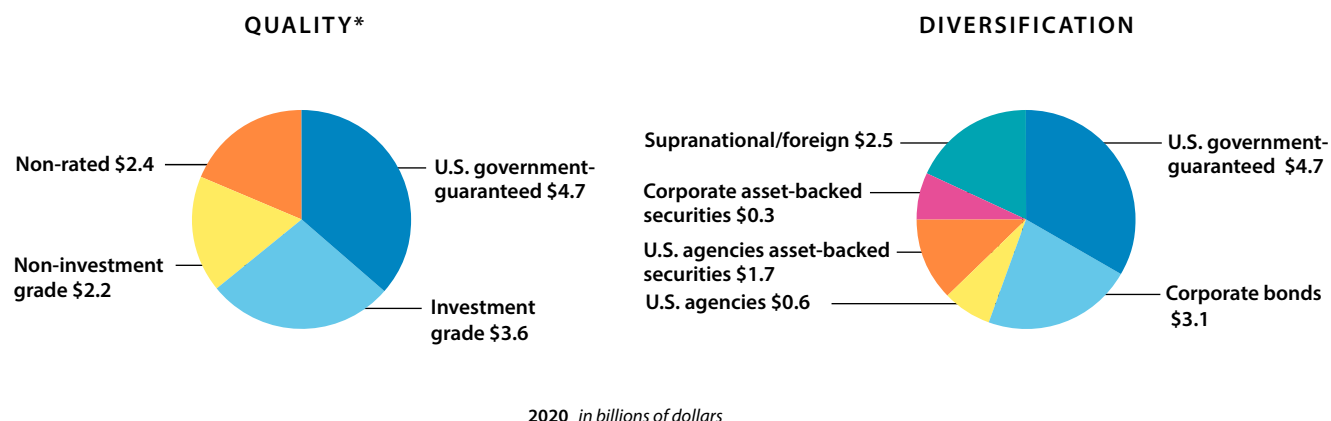 QUALITY*
Non-rated $2.4
U.S. government-
guaranteed $4.7
Non-investment
grade $2.2
Investment
grade $3.6
DIVERSIFICATION
Supranational/foreign $2.5
U.S. government-
guaranteed $4.7
Corporate asset-backed
securities $0.3
U.S. agencies asset-backed
securities $1.7
U.S. agencies $0.6
Corporate bonds
$3.1
2020 in billions of dollars